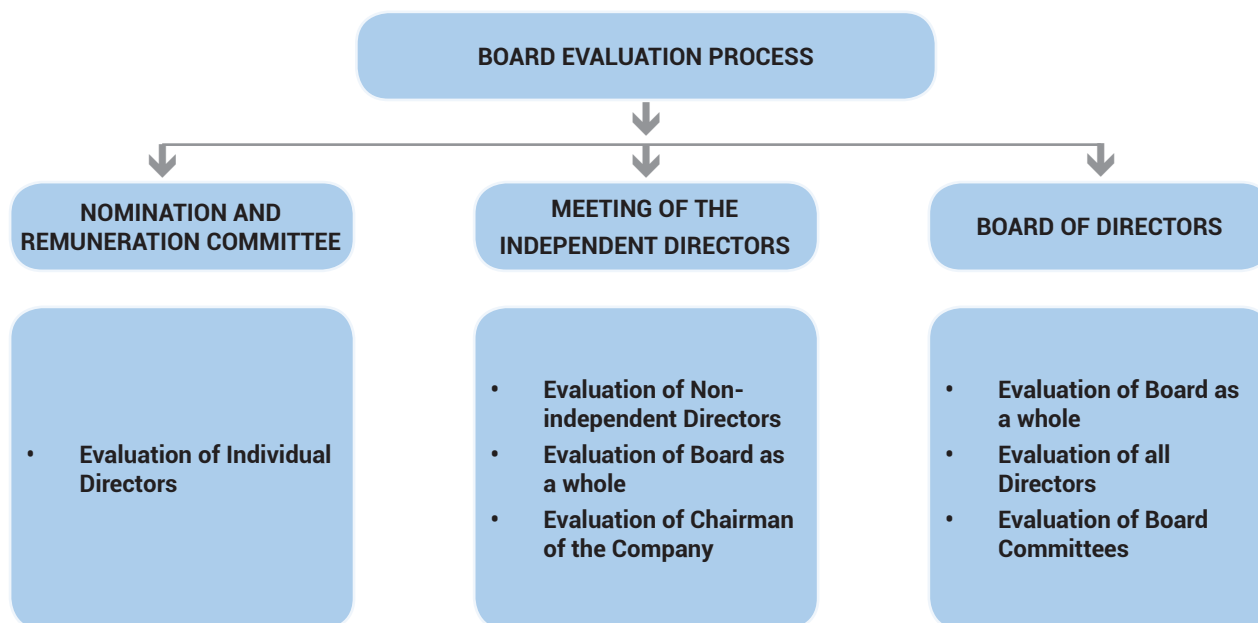 BOARD EVALUATION PROCESS
NOMINATION AND
REMUNERATION COMMITTEE
• Evaluation of Individual
Directors
MEETING OF THE
INDEPENDENT DIRECTORS
• Evaluation of Non-
independent Directors
• Evaluation of Board as
a whole
• Evaluation of Chairman
of the Company
BOARD OF DIRECTORS
• Evaluation of Board as
a whole
• Evaluation of all
Directors
• Evaluation of Board
Committees